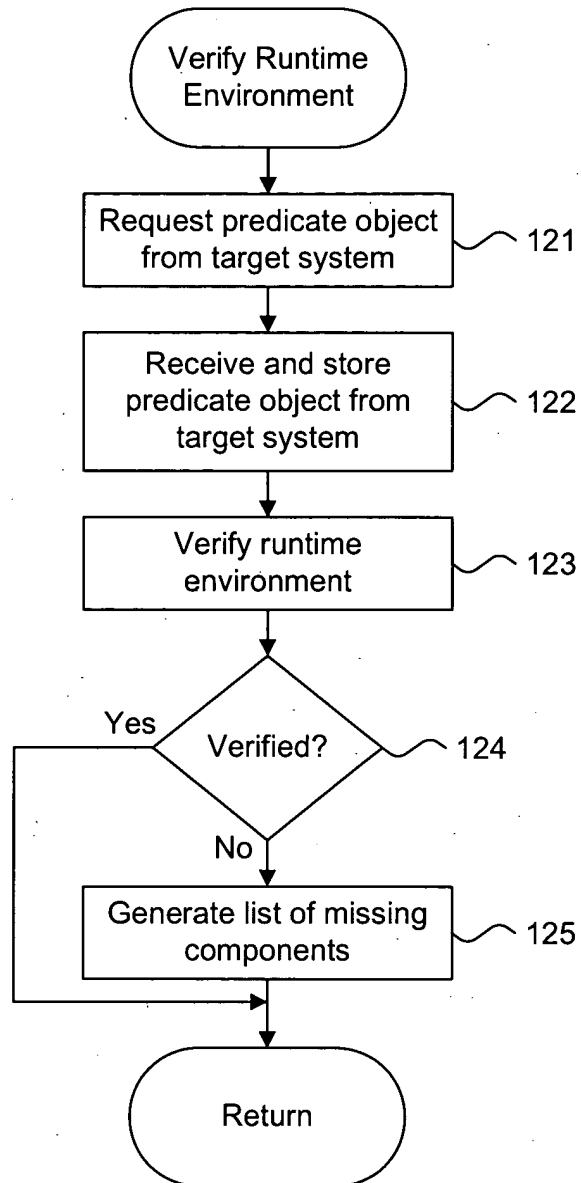 Verify Runtime
Environment
Request predicate object
from target system
121
Receive and store
predicate object from
target system
122
Verify runtime
environment
123
Yes
Verified?
124
No
Generate list of missing
components
125
Return